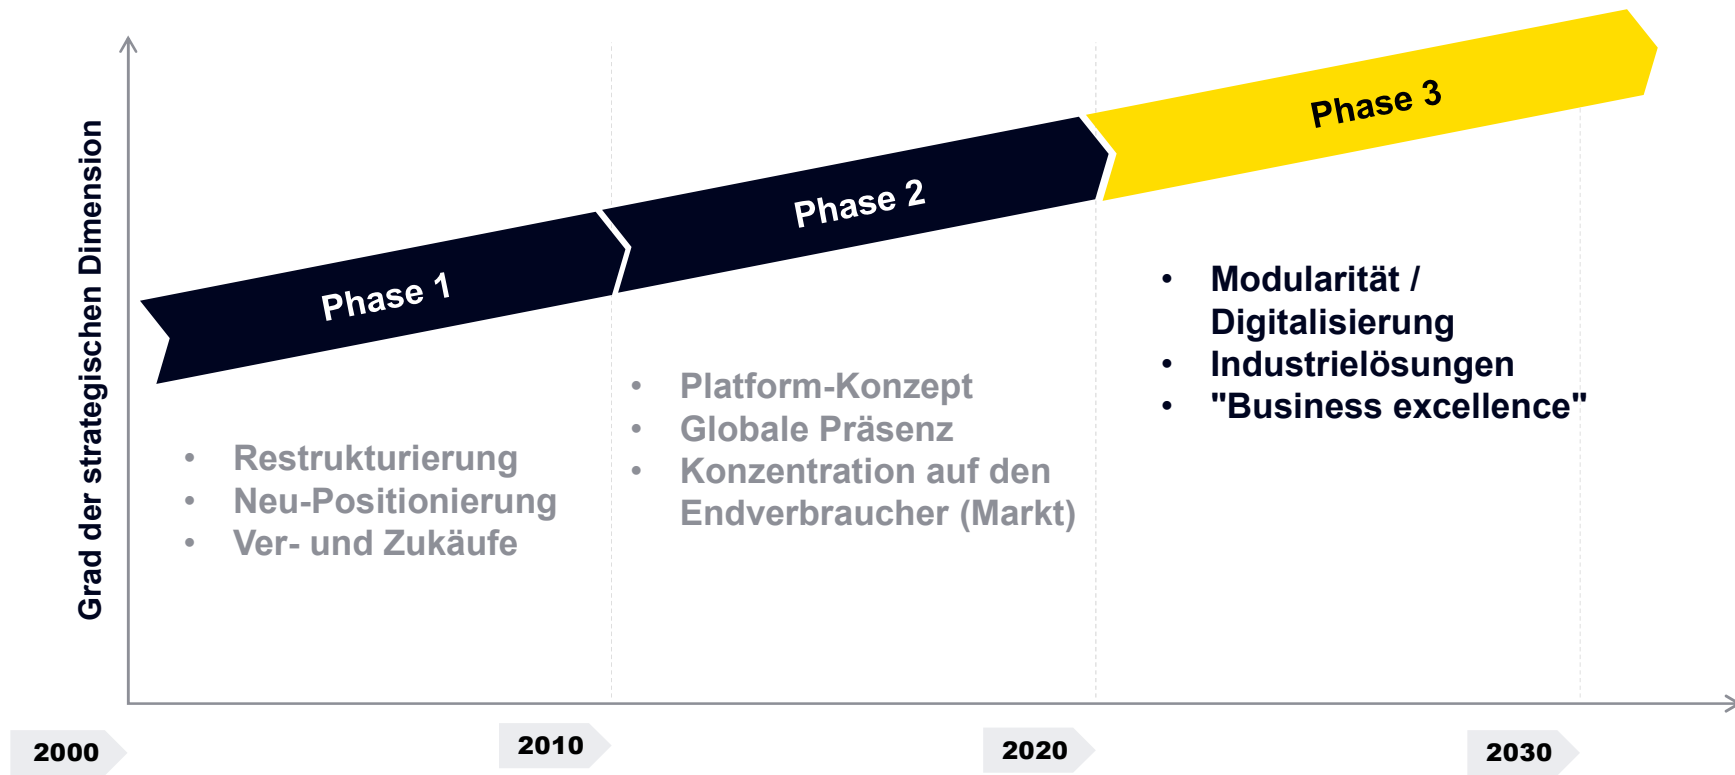 Grad der strategischen Dimension
Phase 1
Phase 2
Phase 3
• Restrukturierung
• Neu-Positionierung
• Ver- und Zukäufe
• Platform-Konzept
• Globale Präsenz
• Konzentration auf den
Endverbraucher (Markt)
• Modularität /
Digitalisierung
• Industrielösungen
• "Business excellence"
2000
2010
2020
2030